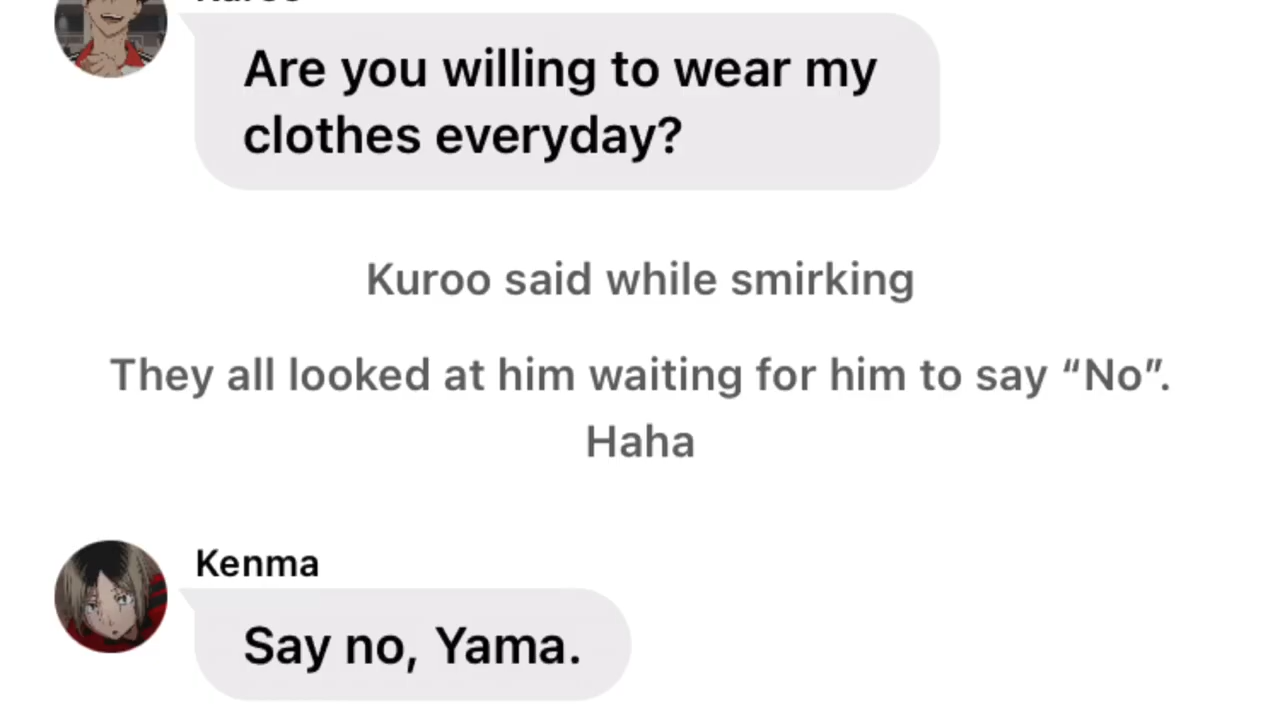 Kuroo
Are you willing to wear my
clothes everyday?
Kuroo said while smirking
They all looked at him waiting for him to say “No”.
Haha
Kenma
Say no, Yama.